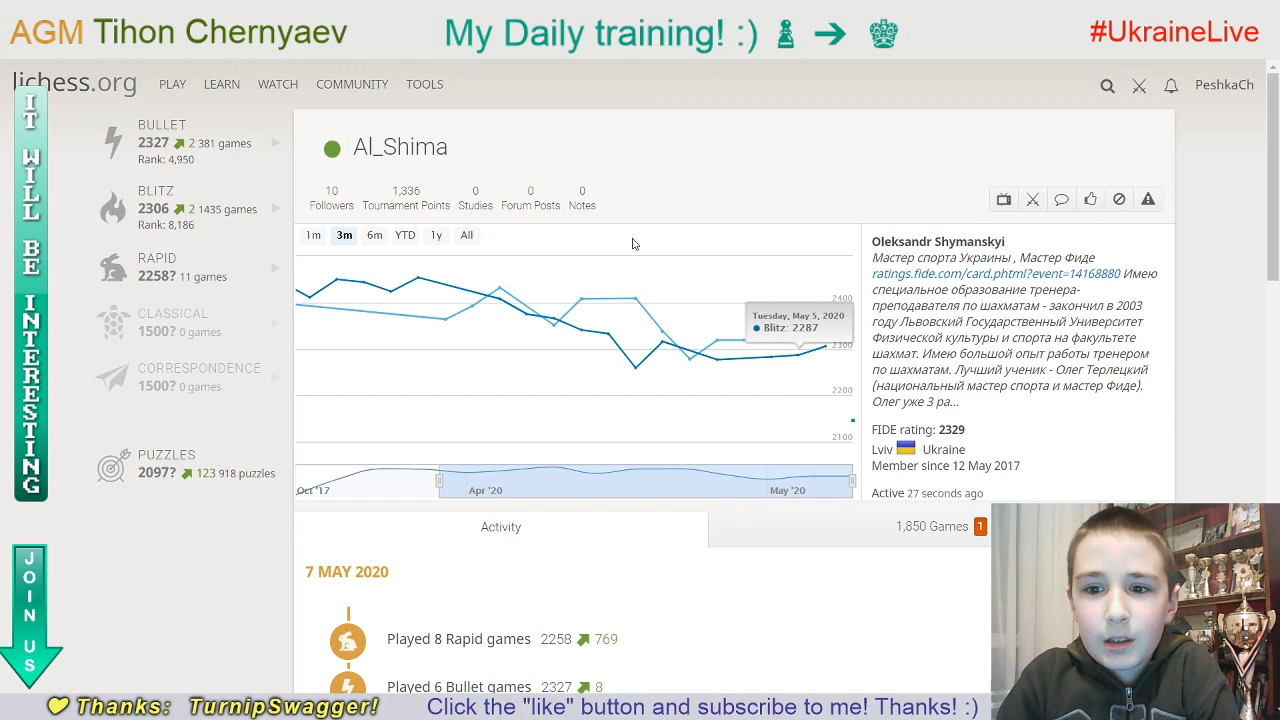 AGM Tihon Chernyaev
My Daily training! :)
#UkraineLive
lichess.org
PLAY
LEARN
WATCH
COMMUNITY
TOOLS
PeshkaCh
IT WILL BE INTERESTING
JOIN US
BULLET
2327 2 381 games
Rank: 4,950
BLITZ
2306 2 1435 games
Rank: 8,186
RAPID
2258? 11 games
CLASSICAL
1500? 0 games
CORRESPONDENCE
1500? 0 games
PUZZLES
2097? 123 918 puzzles
Al_Shima
10 1,336 0 0 0
Followers Tournament Points Studies Forum Posts Notes
1m 3m 6m YTD 1y All
2400
Tuesday, May 5, 2020
Blitz: 2287
2300
2200
2100
Oct '17 Apr '20 May '20
Oleksandr Shymanskyi
Мастер спорта Украины , Мастер Фиде
ratings.fide.com/card.phtml?event=14168880 Имею
специальное образование тренера-
преподавателя по шахматам - закончил в 2003
году Львовский Государственный Университет
Физической культуры и спорта на факультете
шахмат. Имею большой опыт работы тренером
по шахматам. Лучший ученик - Олег Терлецкий
(национальный мастер спорта и мастер Фиде).
Олег уже 3 ра...
FIDE rating: 2329
Lviv Ukraine
Member since 12 May 2017
Active 27 seconds ago
Activity
1,850 Games 1
7 MAY 2020
Played 8 Rapid games 2258 769
Played 6 Bullet games 2327 8
Thanks: TurnipSwagger!
Click the "like" button and subscribe to me! Thanks! :)